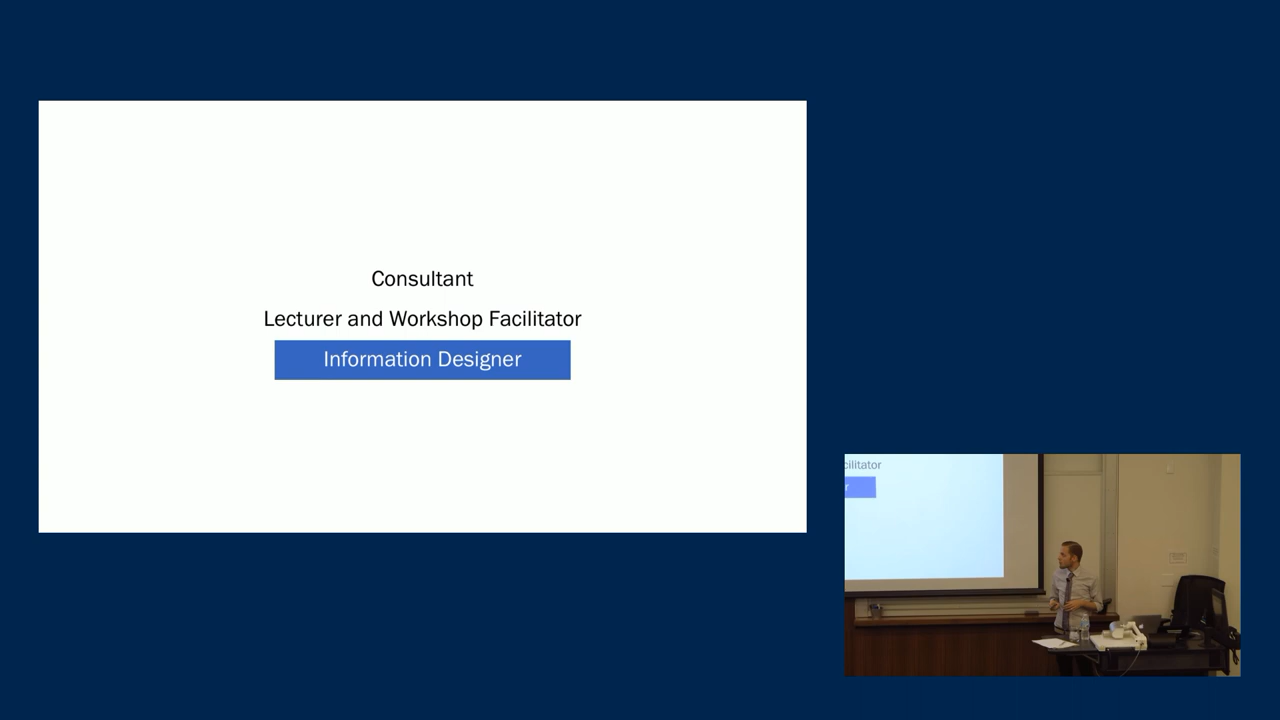 Consultant
Lecturer and Workshop Facilitator
Information Designer
cilitator
r